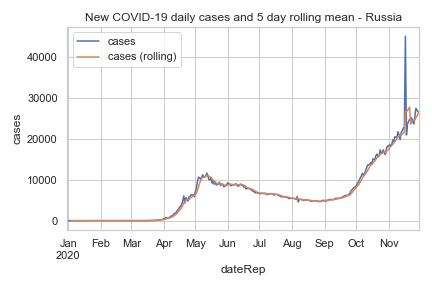 New COVID-19 daily cases and 5 day rolling mean - Russia
cases
cases (rolling)
cases
40000
30000
20000
10000
0
Jan Feb Mar Apr May Jun Jul Aug Sep Oct Nov
2020
dateRep